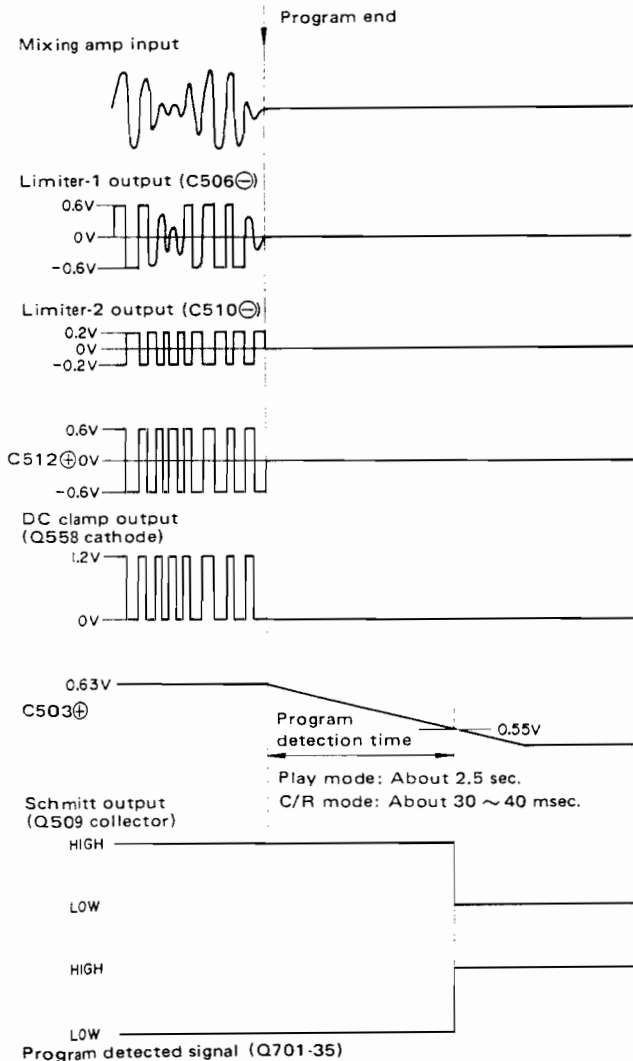 Program end
Mixing amp input
Limiter-1 output (C506⊖)
0.6V
0V
-0.6V
Limiter-2 output (C510⊖)
0.2V
0V
-0.2V
0.6V
C512⊕ 0V
-0.6V
DC clamp output
(Q558 cathode)
1.2V
0V
0.63V
C503⊕
0.55V
Program
detection time
Play mode: About 2.5 sec.
C/R mode: About 30 ~ 40 msec.
Schmitt output
(Q509 collector)
HIGH
LOW
HIGH
LOW
Program detected signal (Q701-35)